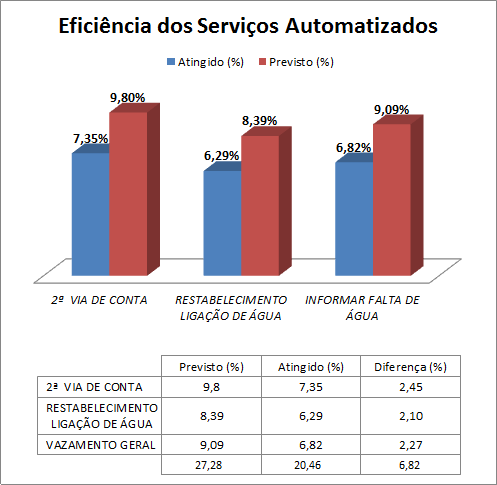 Eficiência dos Serviços Automatizados
Atingido (%) Previsto (%)
9,80%
7,35%
8,39%
6,29%
9,09%
6,82%
2ª VIA DE CONTA
RESTABELECIMENTO
LIGAÇÃO DE ÁGUA
INFORMAR FALTA DE
ÁGUA
Previsto (%) Atingido (%) Diferença (%)
2ª VIA DE CONTA 9,8 7,35 2,45
RESTABELECIMENTO
LIGAÇÃO DE ÁGUA 8,39 6,29 2,10
VAZAMENTO GERAL 9,09 6,82 2,27
27,28 20,46 6,82